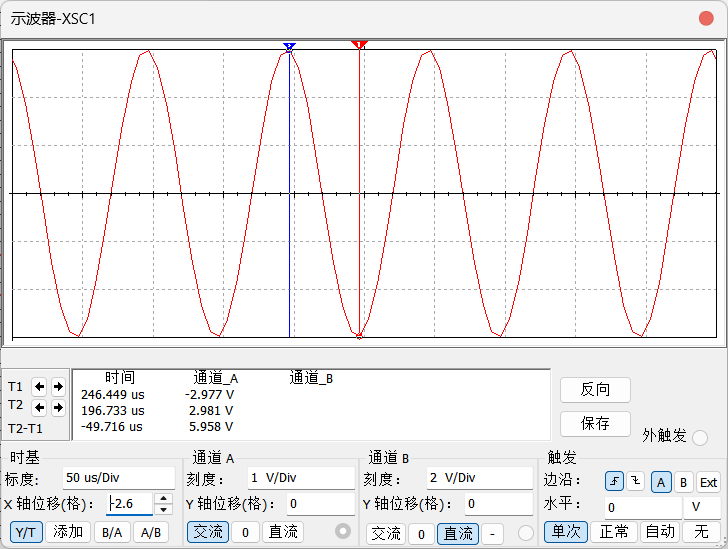 示波器-XSC1
2
1
时间 通道_A 通道_B
T1 246.449 us -2.977 V
T2 196.733 us 2.981 V
T2-T1 -49.716 us 5.958 V
反向
保存
外触发
时基 通道 A 通道 B 触发
标度: 50 us/Div 刻度: 1 V/Div 刻度: 2 V/Div 边沿: A B Ext
X 轴位移(格): -2.6 Y 轴位移(格): 0 Y 轴位移(格): 0 水平: 0 V
Y/T 添加 B/A A/B 交流 0 直流 交流 0 直流 - 单次 正常 自动 无